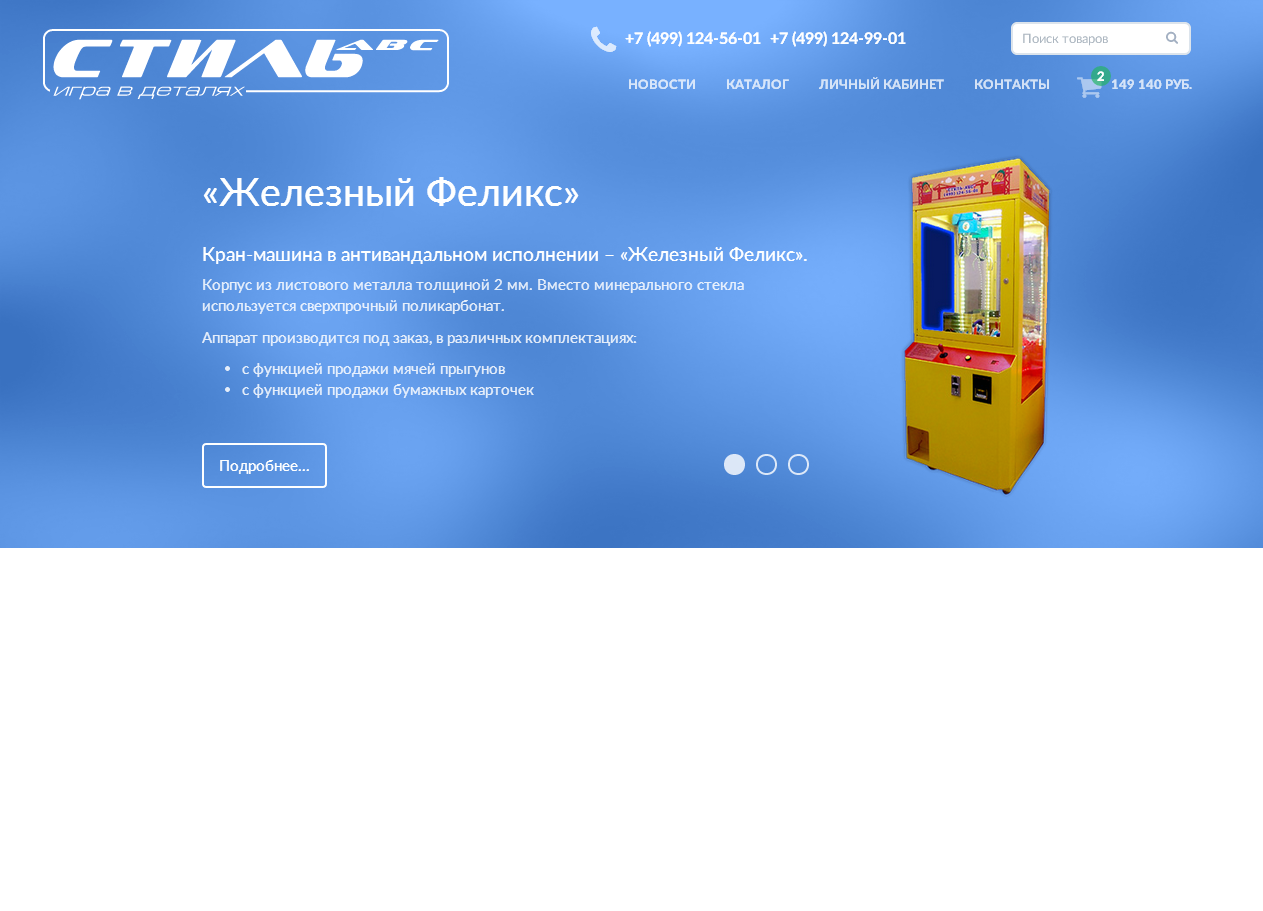 СТИЛЬ АВС
игра в деталях
+7 (499) 124-56-01 +7 (499) 124-99-01
Поиск товаров
НОВОСТИ КАТАЛОГ ЛИЧНЫЙ КАБИНЕТ КОНТАКТЫ 2 149 140 РУБ.
«Железный Феликс»
Кран-машина в антивандальном исполнении – «Железный Феликс».
Корпус из листового металла толщиной 2 мм. Вместо минерального стекла
используется сверхпрочный поликарбонат.
Аппарат производится под заказ, в различных комплектациях:
• с функцией продажи мячей прыгунов
• с функцией продажи бумажных карточек
Подробнее...